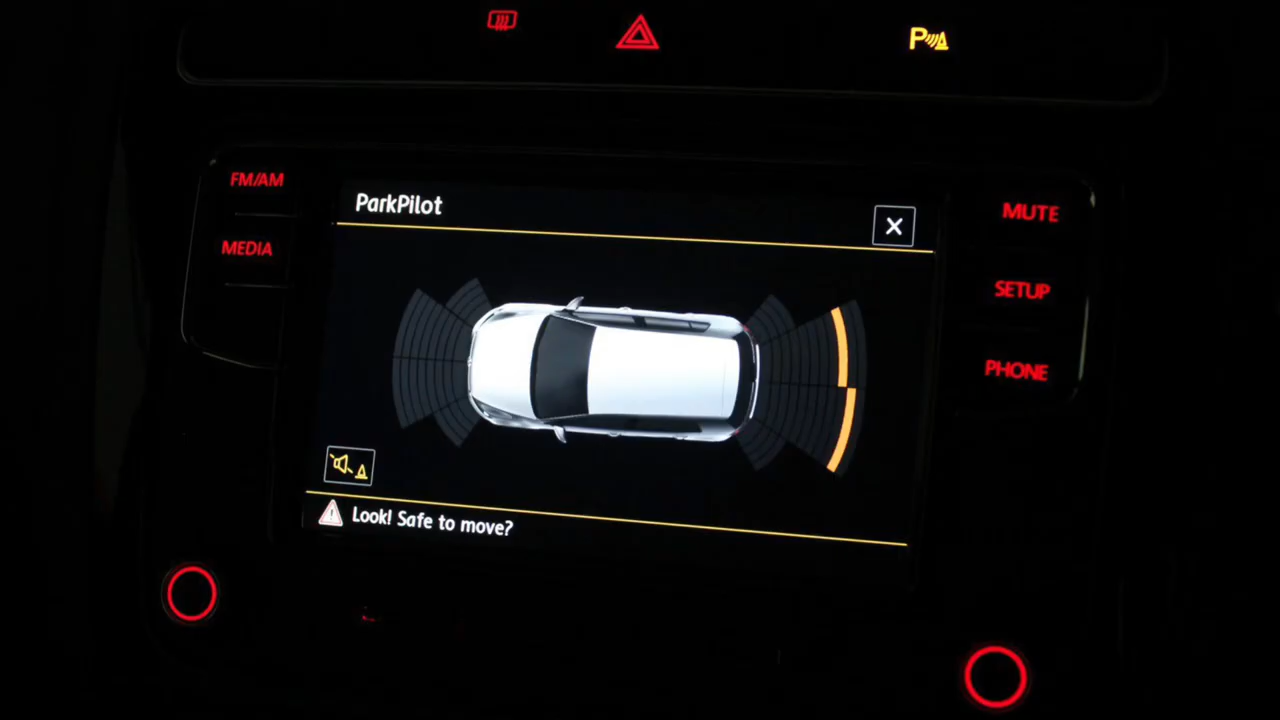 P
FM/AM
MEDIA
ParkPilot
X
MUTE
SETUP
PHONE
Look! Safe to move?